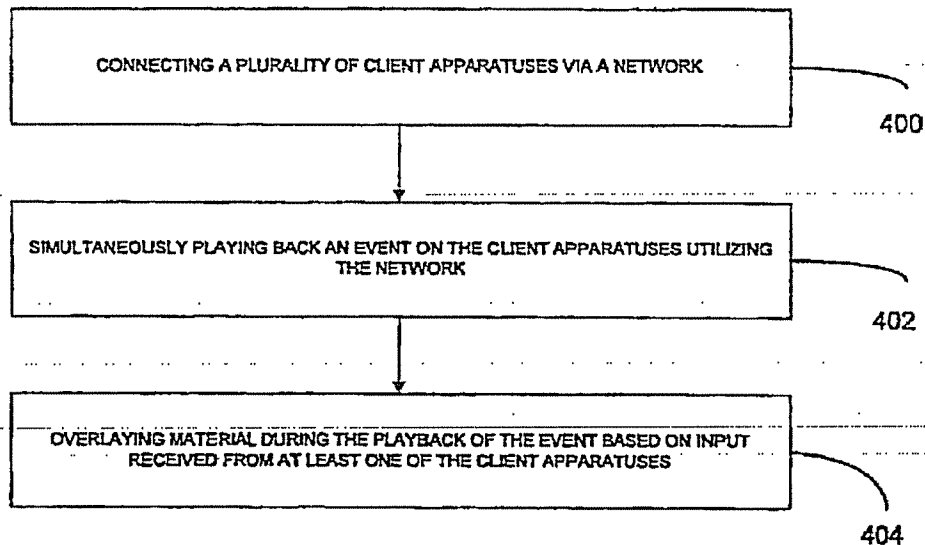 CONNECTING A PLURALITY OF CLIENT APPARATUSES VIA A NETWORK
400
SIMULTANEOUSLY PLAYING BACK AN EVENT ON THE CLIENT APPARATUSES UTILIZING
THE NETWORK
402
OVERLAYING MATERIAL DURING THE PLAYBACK OF THE EVENT BASED ON INPUT
RECEIVED FROM AT LEAST ONE OF THE CLIENT APPARATUSES
404